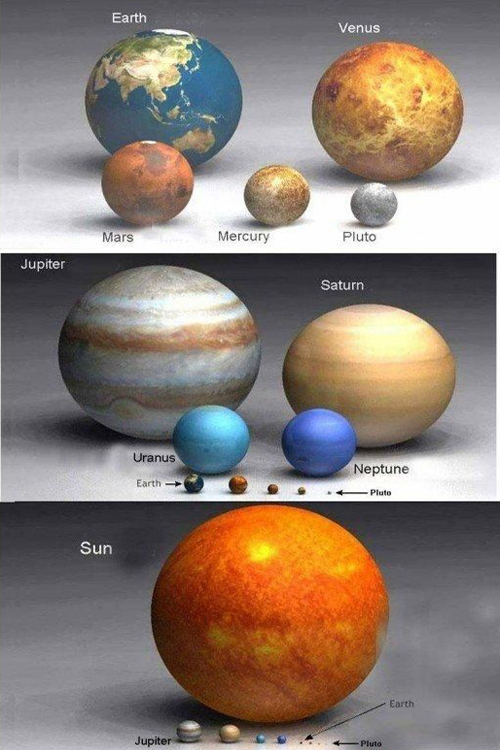 Earth
Venus
Mars
Mercury
Pluto
Jupiter
Saturn
Uranus
Neptune
Earth
Pluto
Sun
Earth
Jupiter
Pluto